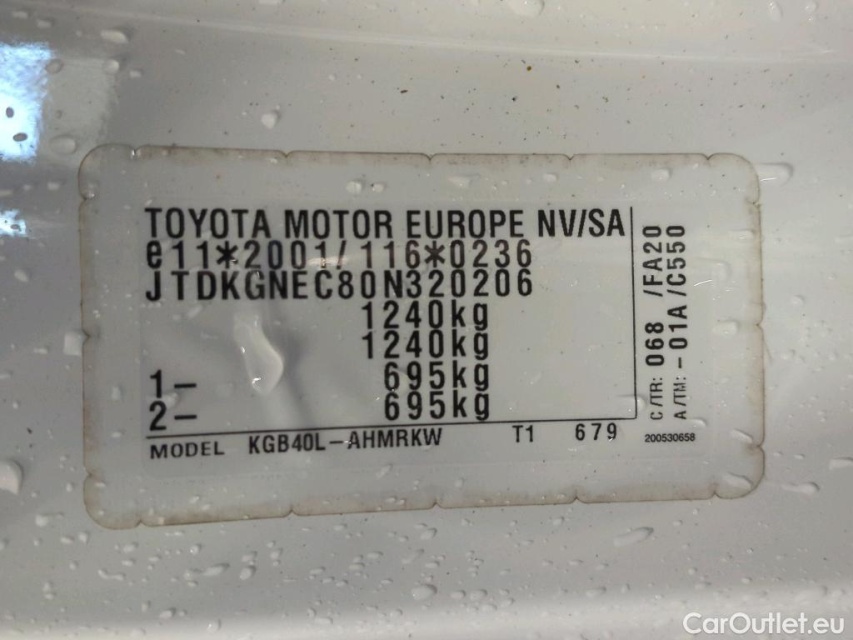 TOYOTA MOTOR EUROPE NV/SA
e11*2001/116*0236
JTDKGNEC80N320206
1240kg
1240kg
1- 695kg
2- 695kg
MODEL KGB40L-AHMRKW T1 679
C/TR: 068 /FA20
A/TM: -01A /C550
200530658
CarOutlet.eu